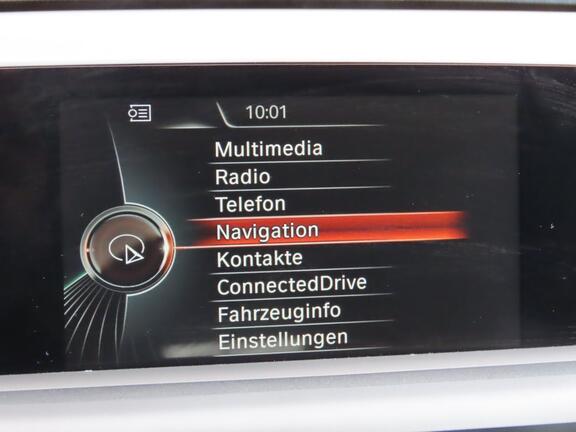 10:01
Multimedia
Radio
Telefon
Navigation
Kontakte
ConnectedDrive
Fahrzeuginfo
Einstellungen